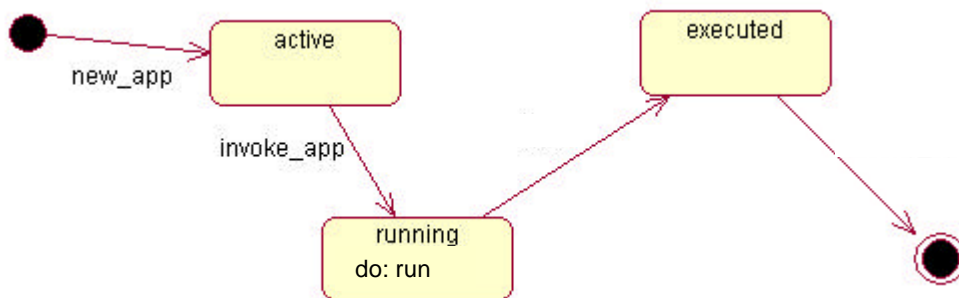 active
executed
new_app
invoke_app
running
do: run